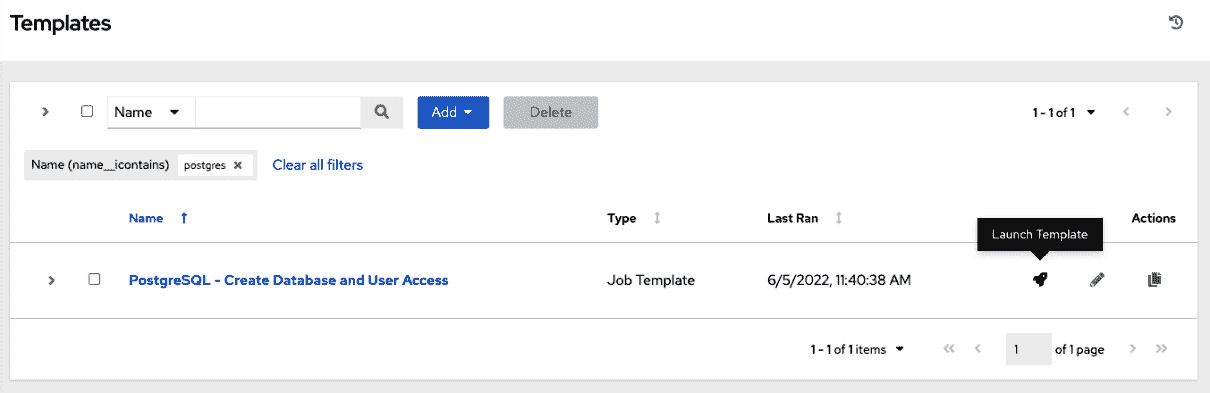 Templates
Name Add Delete 1 - 1 of 1
Name (name__icontains) postgres Clear all filters
Name Type Last Ran Actions
Launch Template
PostgreSQL - Create Database and User Access Job Template 6/5/2022, 11:40:38 AM
1 - 1 of 1 items 1 of 1 page